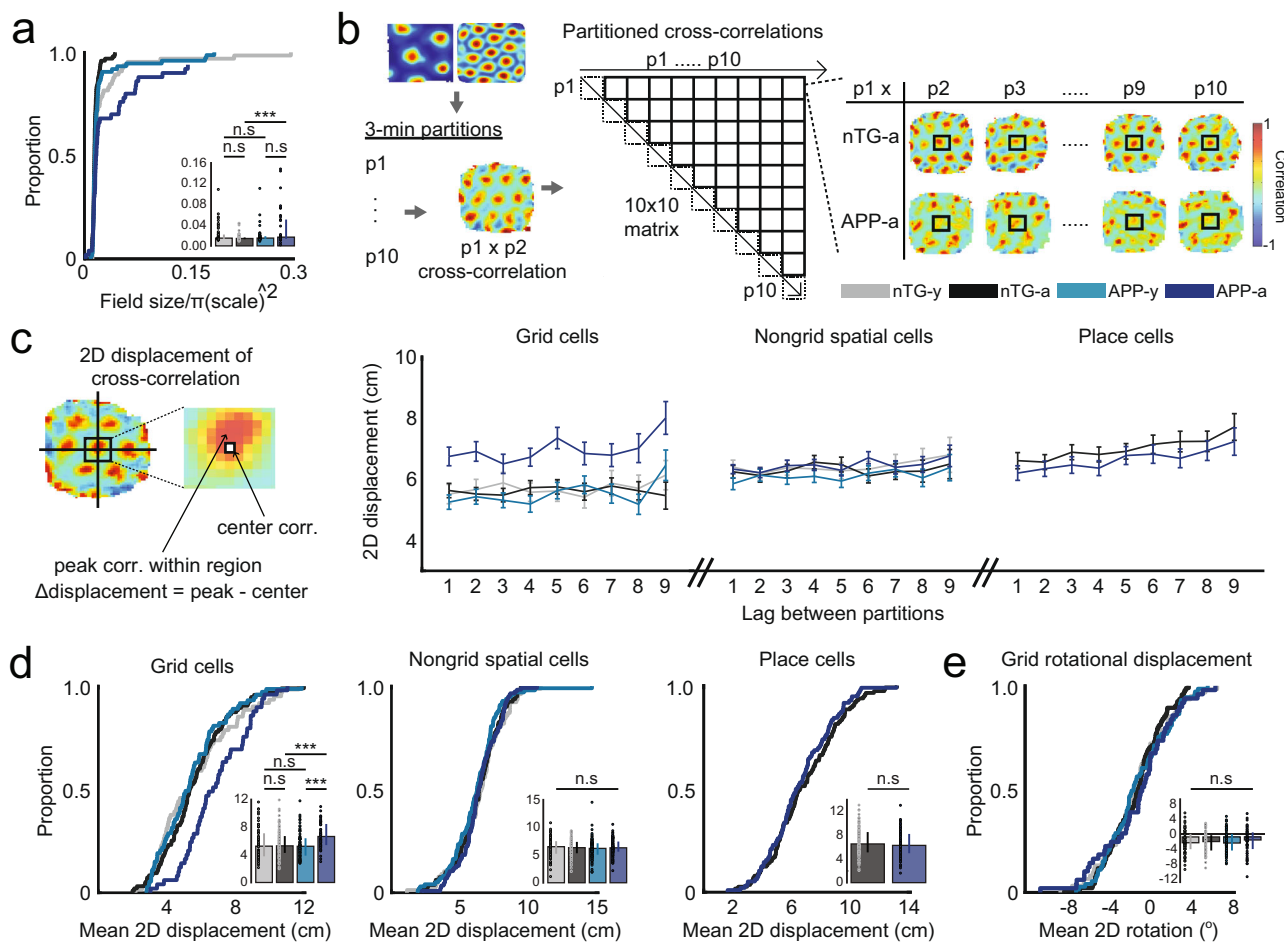 a
1.0
0.5
0
Proportion
0
0.15
0.3
Field size/π(scale)^2
0.16
0.12
0.08
0.04
0.00
***
n.s
n.s
n.s
b
Partitioned cross-correlations
p1 ..... p10
p1
3-min partitions
p1
p10
p1 x p2
cross-correlation
10x10
matrix
p10
p1 x
p2
p3
.....
p9
p10
nTG-a
.....
APP-a
.....
1
Correlation
-1
nTG-y
nTG-a
APP-y
APP-a
c
2D displacement of
cross-correlation
center corr.
peak corr. within region
Δdisplacement = peak - center
Grid cells
Nongrid spatial cells
Place cells
2D displacement (cm)
10
8
6
4
1 2 3 4 5 6 7 8 9
1 2 3 4 5 6 7 8 9
1 2 3 4 5 6 7 8 9
Lag between partitions
d
Grid cells
Proportion
1.0
0.5
0
4 8 12
Mean 2D displacement (cm)
***
n.s
n.s
***
12
9
6
3
0
Nongrid spatial cells
1.0
0.5
0
5 10 15
Mean 2D displacement (cm)
n.s
15
10
5
0
Place cells
1.0
0.5
0
2 6 10 14
Mean 2D displacement (cm)
n.s
12
9
6
3
0
e
Grid rotational displacement
Proportion
1.0
0.5
0
-8 -4 0 4 8
Mean 2D rotation (º)
n.s
8
4
0
-4
-8
-12